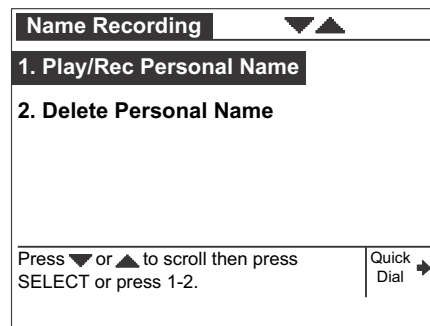 Name Recording ▼▲
1. Play/Rec Personal Name
2. Delete Personal Name
Press ▼ or ▲ to scroll then press
SELECT or press 1-2.
Quick
Dial →